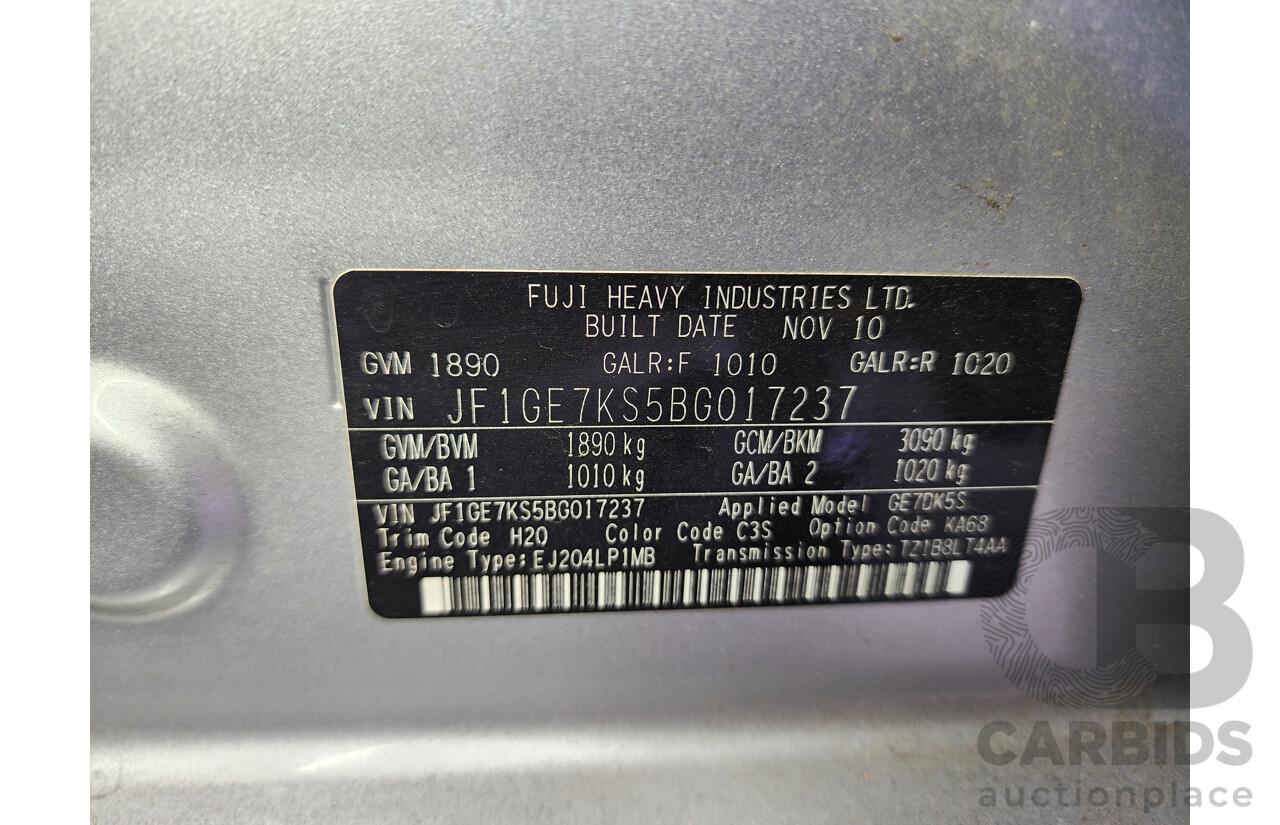 FUJI HEAVY INDUSTRIES LTD.
BUILT DATE NOV 10
GVM 1890 GALR:F 1010 GALR:R 1020
VIN JF1GE7KS5BG017237
GVM/BVM 1890 kg GCM/BKM 3090 kg
GA/BA 1 1010 kg GA/BA 2 1020 kg
VIN JF1GE7KS5BG017237 Applied Model GE7DK5S
Trim Code H20 Color Code C3S Option Code KA68
Engine Type: EJ204LP1MB Transmission Type: TZ1B8LT4AA
CB
CARBIDS
auctionplace